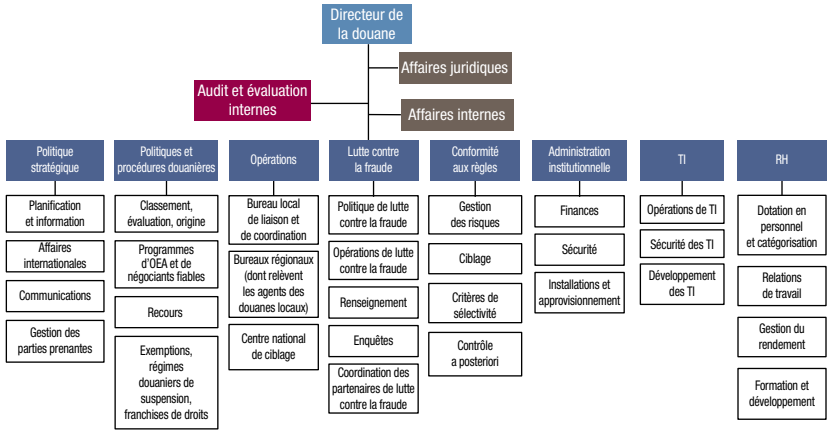 Directeur de
la douane
Affaires juridiques
Audit et évaluation
internes
Affaires internes
Politique
stratégique
Planification
et information
Affaires
internationales
Communications
Gestion des
parties prenantes
Politiques et
procédures douanières
Classement,
évaluation, origine
Programmes
d'OEA et de
négociants fiables
Recours
Exemptions,
régimes
douaniers de
suspension,
franchises de droits
Opérations
Bureau local
de liaison et
de coordination
Bureaux régionaux
(dont relèvent
les agents des
douanes locaux)
Centre national
de ciblage
Lutte contre
la fraude
Politique de lutte
contre la fraude
Opérations de lutte
contre la fraude
Renseignement
Enquêtes
Coordination des
partenaires de lutte
contre la fraude
Conformité
aux règles
Gestion
des risques
Ciblage
Critères de
sélectivité
Contrôle
a posteriori
Administration
institutionnelle
Finances
Sécurité
Installations et
approvisionnement
TI
Opérations de TI
Sécurité des TI
Développement
des TI
RH
Dotation en
personnel
et catégorisation
Relations
de travail
Gestion du
rendement
Formation et
développement